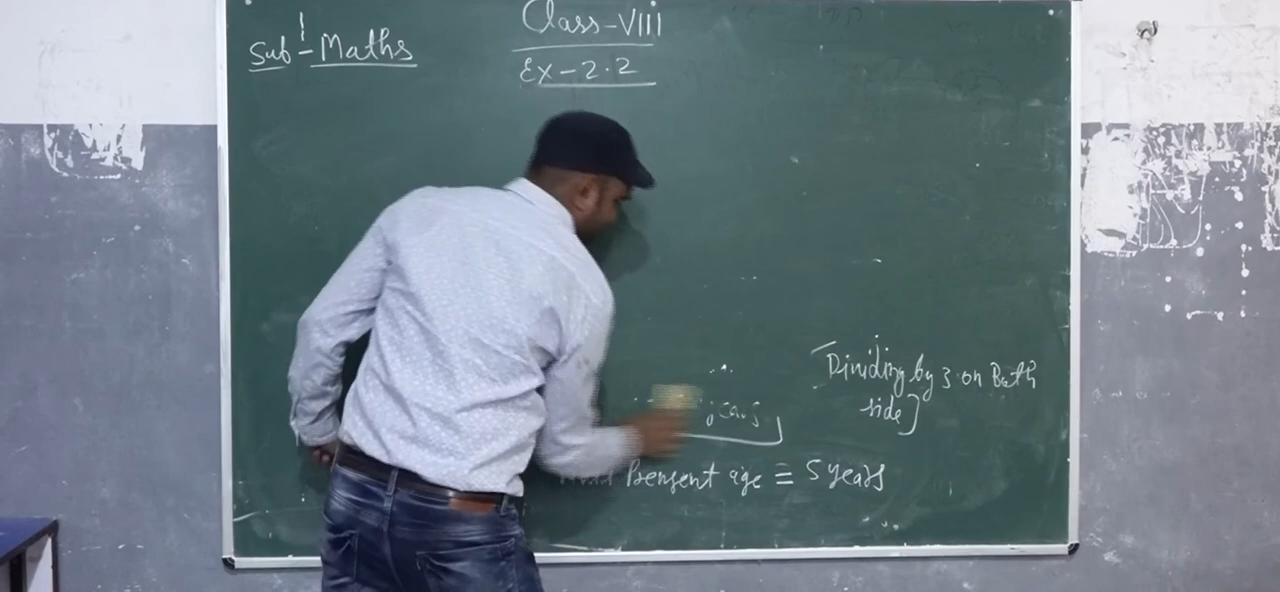 Class-VIII
Sub - Maths
Ex-2.2
[Dividing by 3 on Both
side]
Present age = 5 years